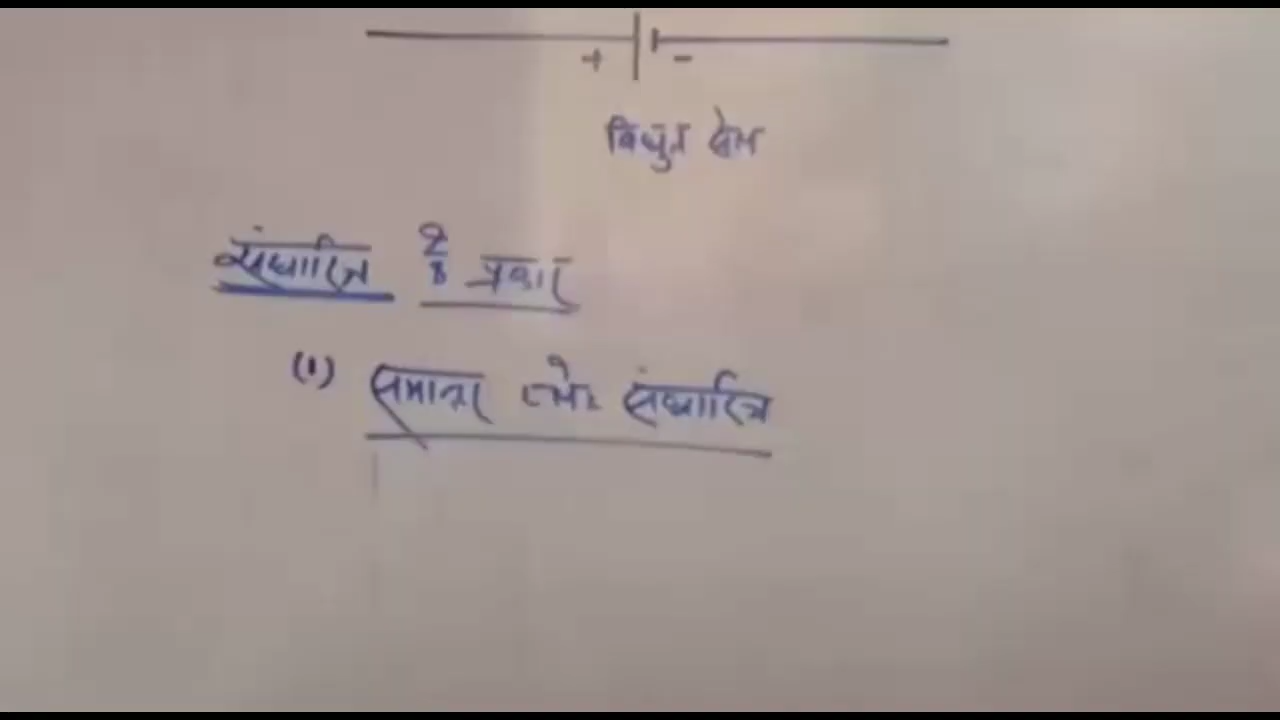 + -
विद्युत सेल
संधारित्र के प्रकार
(1) समान्तर प्लेट संधारित्र